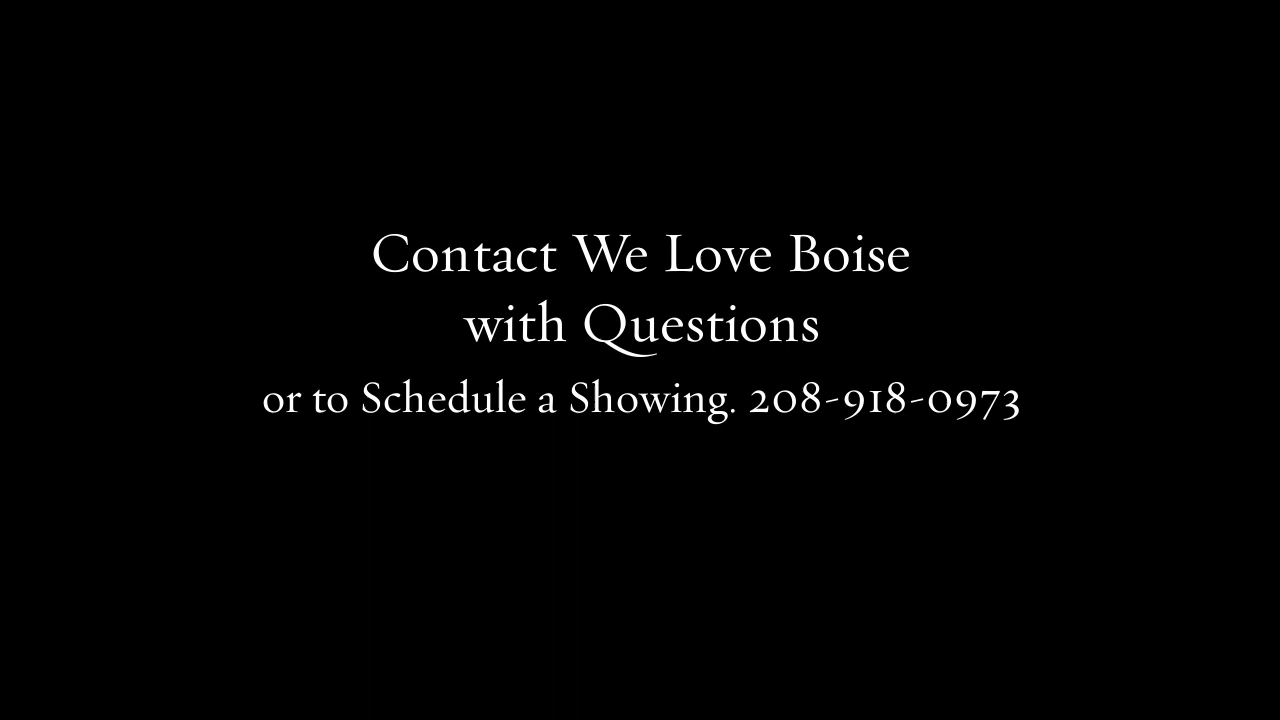 Contact We Love Boise
with Questions
or to Schedule a Showing. 208-918-0973